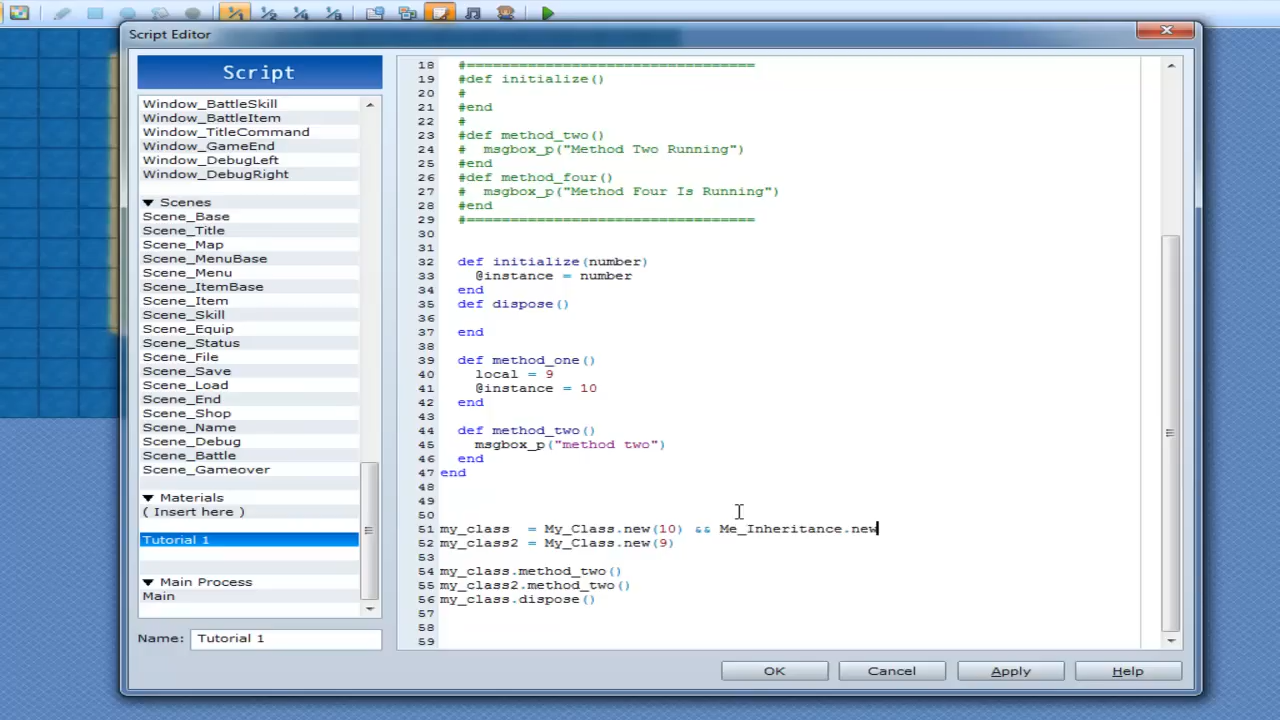 Script Editor
Script
Window_BattleSkill
Window_BattleItem
Window_TitleCommand
Window_GameEnd
Window_DebugLeft
Window_DebugRight
Scenes
Scene_Base
Scene_Title
Scene_Map
Scene_MenuBase
Scene_Menu
Scene_ItemBase
Scene_Item
Scene_Skill
Scene_Equip
Scene_Status
Scene_File
Scene_Save
Scene_Load
Scene_End
Scene_Shop
Scene_Name
Scene_Debug
Scene_Battle
Scene_Gameover
Materials
( Insert here )
Tutorial 1
Main Process
Main
Name: Tutorial 1
18 #==================================
19 #def initialize()
20 #
21 #end
22 #
23 #def method_two()
24 #  msgbox_p("Method Two Running")
25 #end
26 #def method_four()
27 #  msgbox_p("Method Four Is Running")
28 #end
29 #==================================
30
31
32 def initialize(number)
33 @instance = number
34 end
35 def dispose()
36
37 end
38
39 def method_one()
40 local = 9
41 @instance = 10
42 end
43
44 def method_two()
45 msgbox_p("method two")
46 end
47 end
48
49
50
51 my_class  = My_Class.new(10) && Me_Inheritance.new
52 my_class2 = My_Class.new(9)
53
54 my_class.method_two()
55 my_class2.method_two()
56 my_class.dispose()
57
58
59
OK
Cancel
Apply
Help